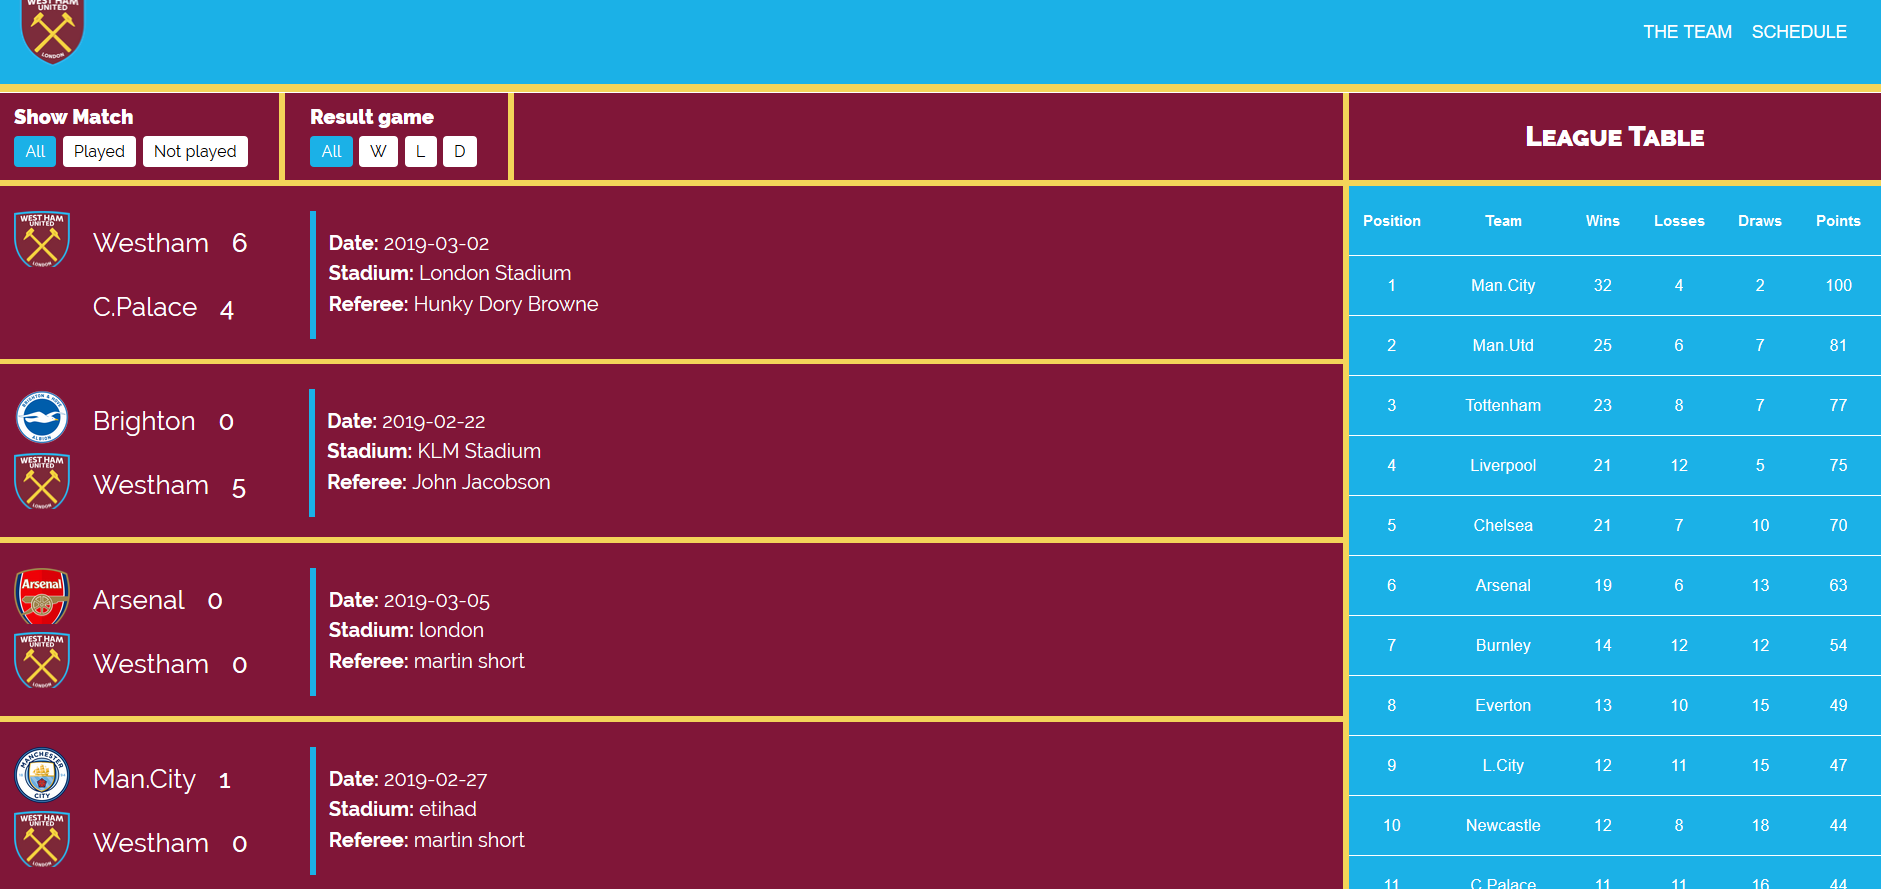 WEST HAM
UNITED
LONDON
THE TEAM SCHEDULE
Show Match
All Played Not played
Result game
All W L D
WEST HAM
UNITED
LONDON
Westham 6
C.Palace 4
Date: 2019-03-02
Stadium: London Stadium
Referee: Hunky Dory Browne
BRIGHTON & HOVE
ALBION
Brighton 0
WEST HAM
UNITED
LONDON
Westham 5
Date: 2019-02-22
Stadium: KLM Stadium
Referee: John Jacobson
Arsenal
Arsenal 0
WEST HAM
UNITED
LONDON
Westham 0
Date: 2019-03-05
Stadium: london
Referee: martin short
MANCHESTER
CITY
Man.City 1
WEST HAM
UNITED
LONDON
Westham 0
Date: 2019-02-27
Stadium: etihad
Referee: martin short
League Table
Position Team Wins Losses Draws Points
1 Man.City 32 4 2 100
2 Man.Utd 25 6 7 81
3 Tottenham 23 8 7 77
4 Liverpool 21 12 5 75
5 Chelsea 21 7 10 70
6 Arsenal 19 6 13 63
7 Burnley 14 12 12 54
8 Everton 13 10 15 49
9 L.City 12 11 15 47
10 Newcastle 12 8 18 44
11 C.Palace 11 11 16 44